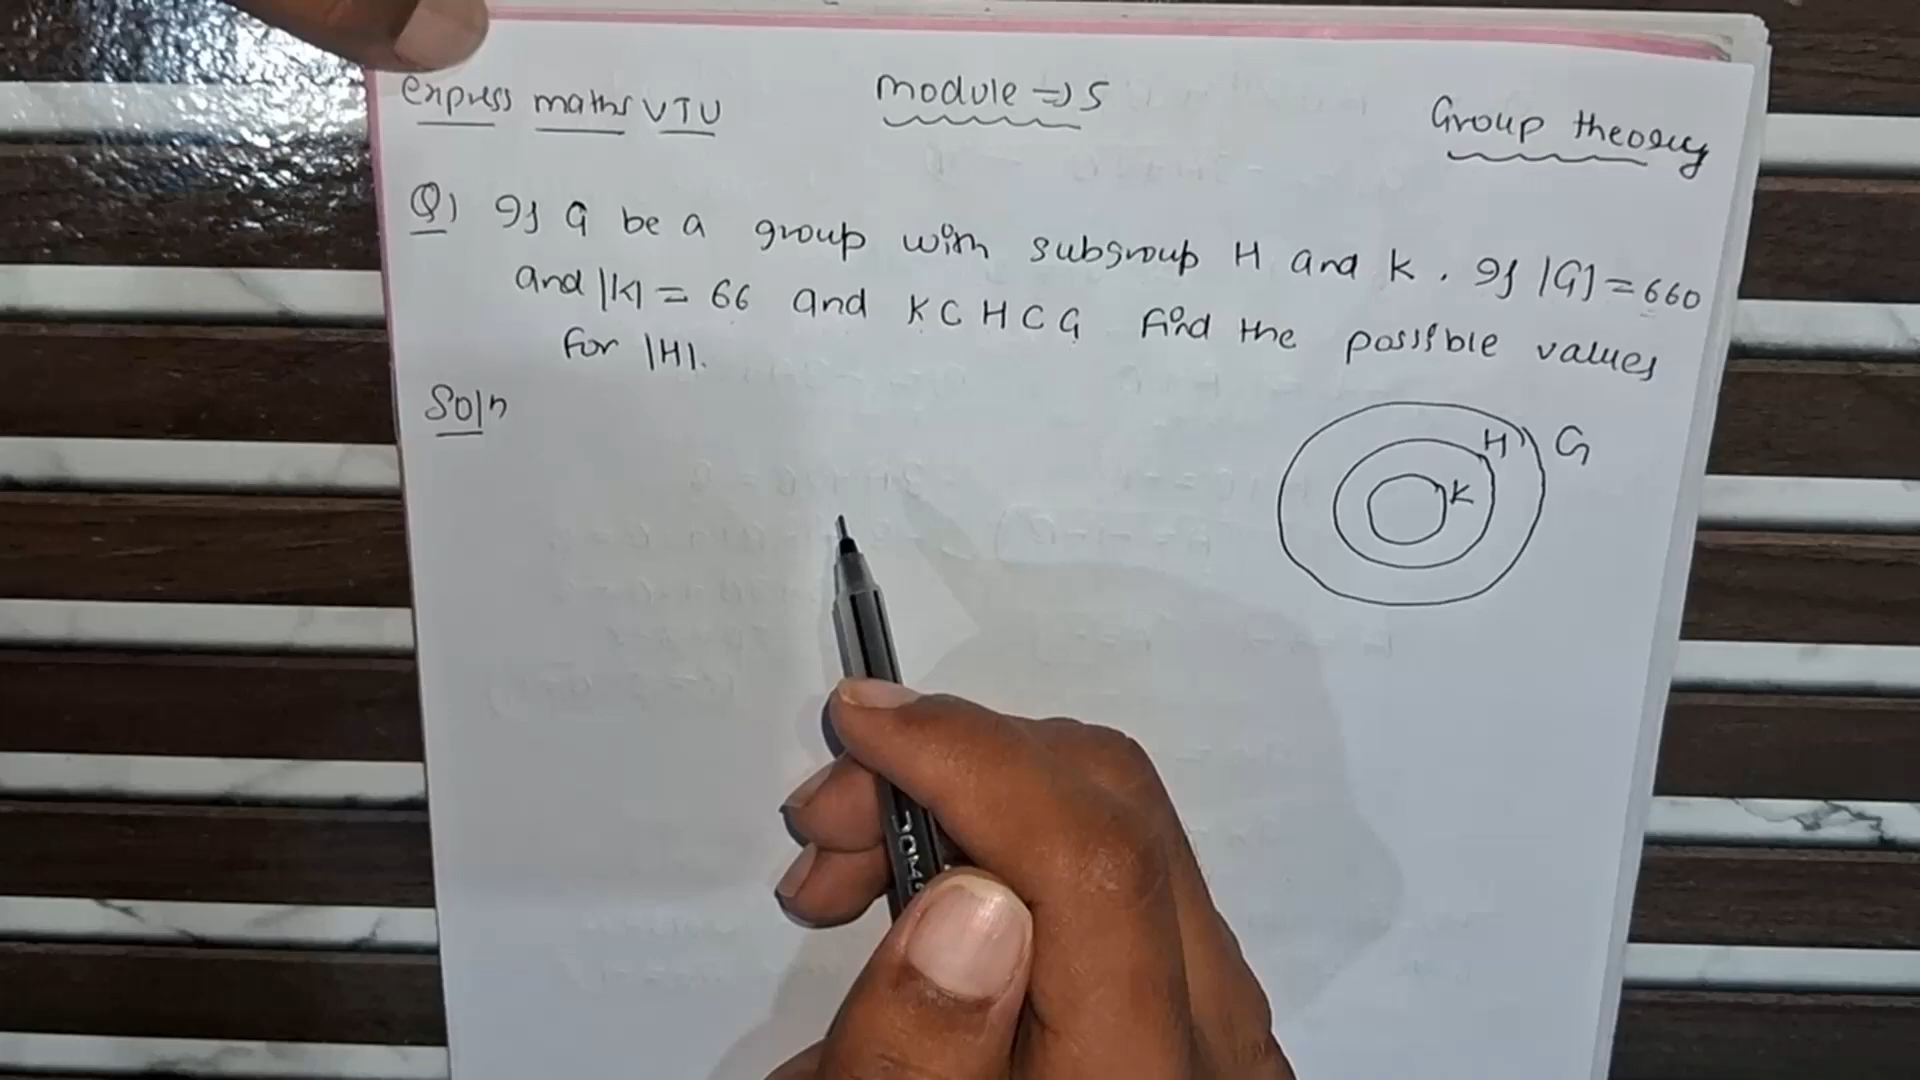 express maths VTU
module => 5
Group theory
Q) If G be a group with subgroup H and K. If |G| = 660
and |K| = 66 and K ⊂ H ⊂ G Find the possible values
for |H|.
Soln
H
G
K
DOMS